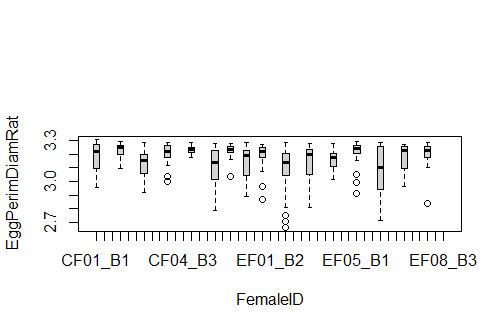 EggPerimDiamRat
3.3
3.0
2.7
CF01_B1 CF04_B3 EF01_B2 EF05_B1 EF08_B3
FemaleID